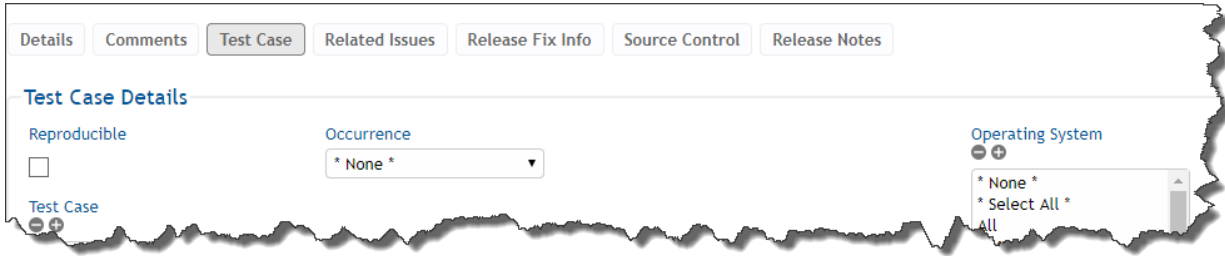 Details Comments Test Case Related Issues Release Fix Info Source Control Release Notes
Test Case Details
Reproducible Occurrence Operating System
* None *
* None *
* Select All *
Test Case
All